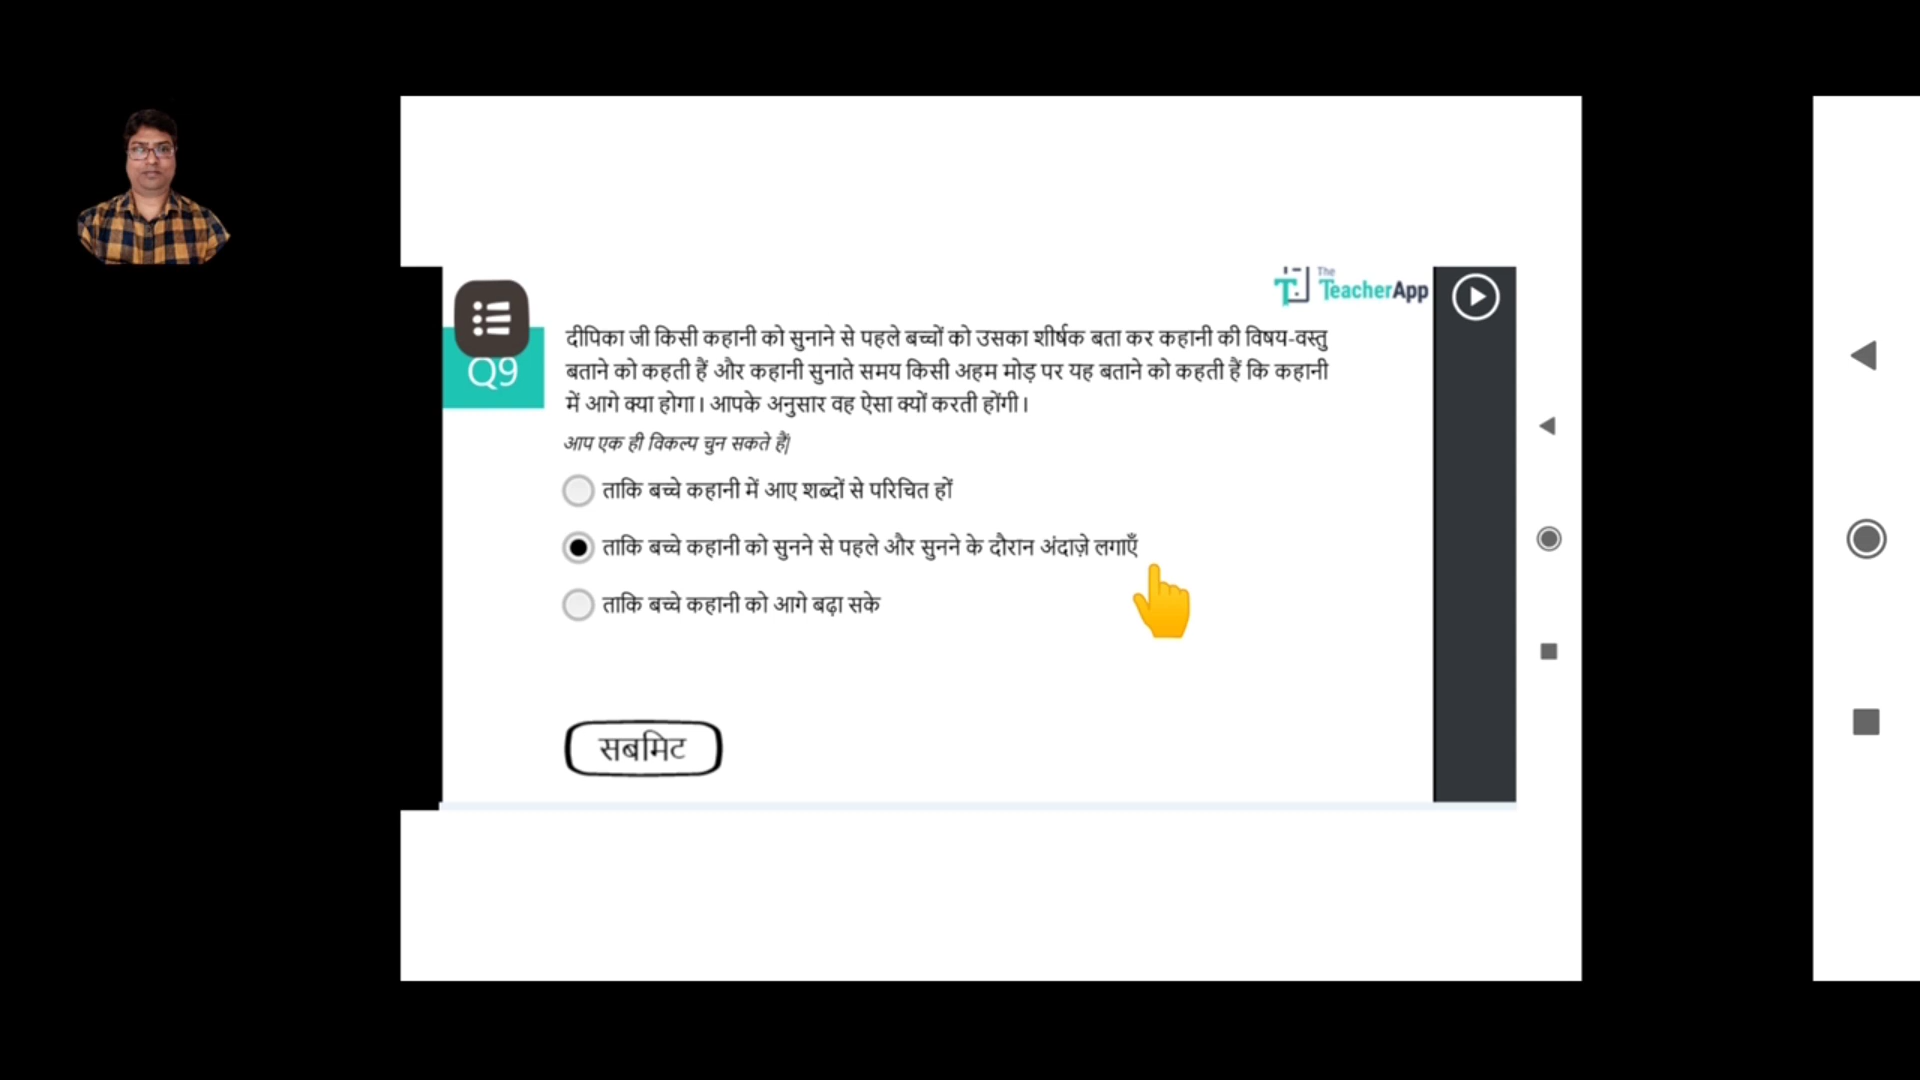 The
TeacherApp
Q9
दीपिका जी किसी कहानी को सुनाने से पहले बच्चों को उसका शीर्षक बता कर कहानी की विषय-वस्तु
बताने को कहती हैं और कहानी सुनाते समय किसी अहम मोड़ पर यह बताने को कहती हैं कि कहानी
में आगे क्या होगा। आपके अनुसार वह ऐसा क्यों करती होंगी।
आप एक ही विकल्प चुन सकते हैं|
ताकि बच्चे कहानी में आए शब्दों से परिचित हों
ताकि बच्चे कहानी को सुनने से पहले और सुनने के दौरान अंदाज़े लगाएँ
ताकि बच्चे कहानी को आगे बढ़ा सके
सबमिट